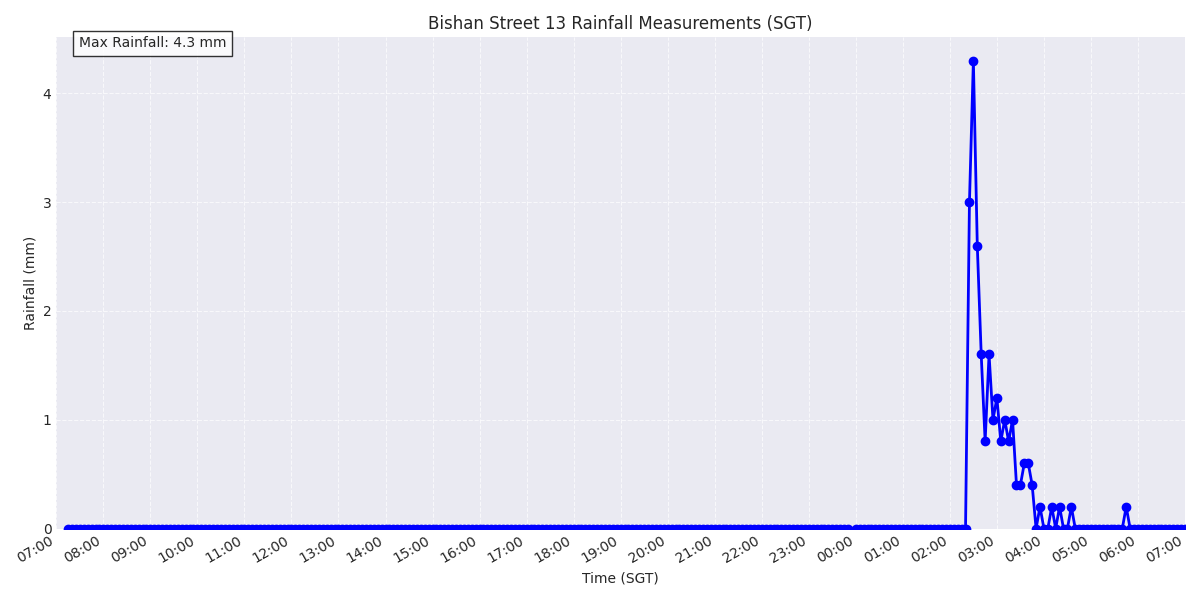 Bishan Street 13 Rainfall Measurements (SGT)
Max Rainfall: 4.3 mm
Rainfall (mm)
4
3
2
1
0
07:00 08:00 09:00 10:00 11:00 12:00 13:00 14:00 15:00 16:00 17:00 18:00 19:00 20:00 21:00 22:00 23:00 00:00 01:00 02:00 03:00 04:00 05:00 06:00 07:00
Time (SGT)